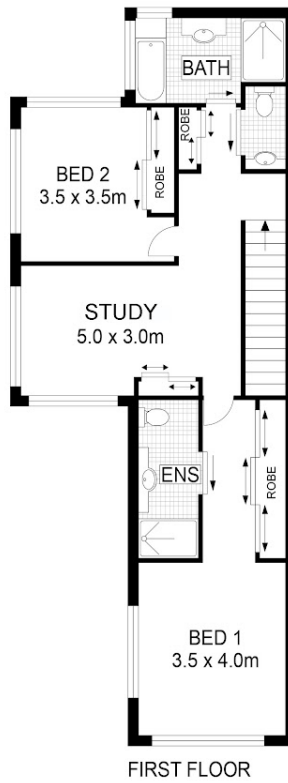 BATH
ROBE
BED 2
3.5 x 3.5m
ROBE
STUDY
5.0 x 3.0m
ENS
ROBE
BED 1
3.5 x 4.0m
FIRST FLOOR